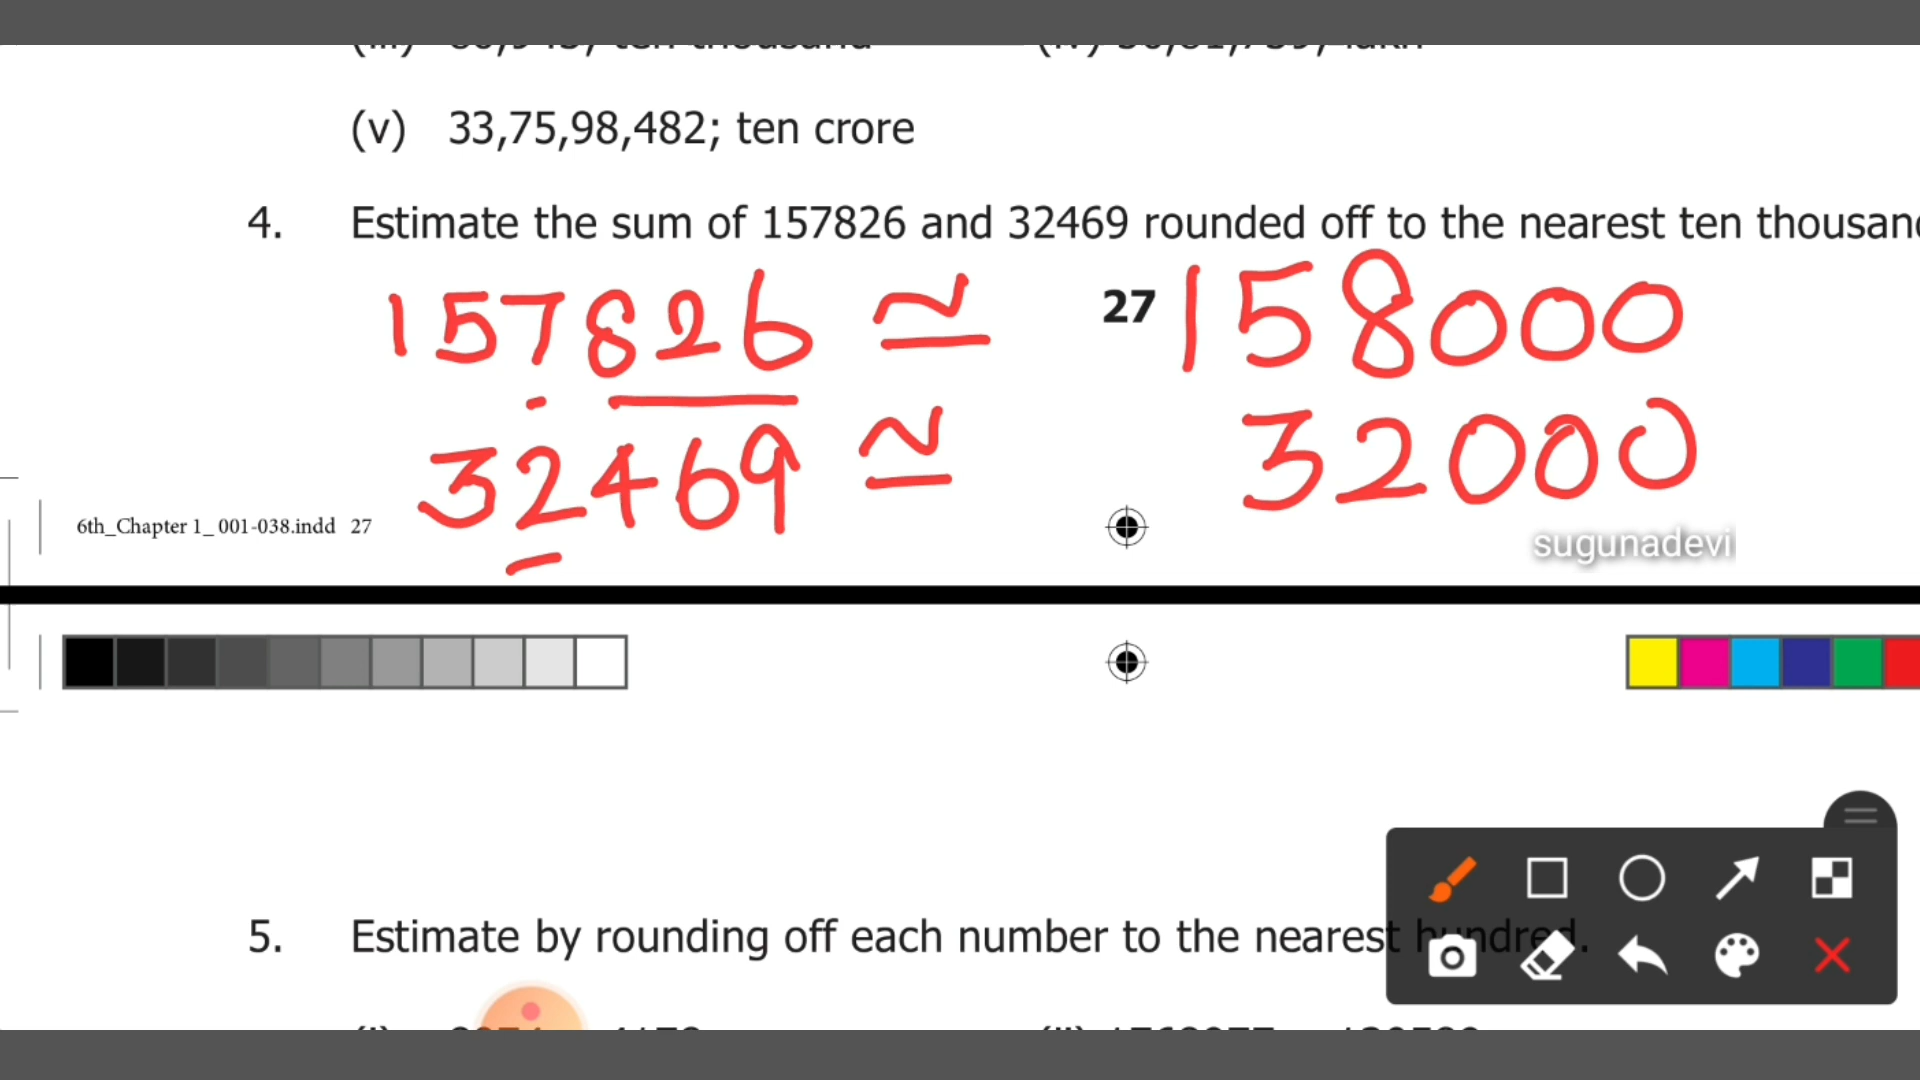 (v) 33,75,98,482; ten crore
4. Estimate the sum of 157826 and 32469 rounded off to the nearest ten
157826 ≃ 158000
27
32469 ≃ 32000
6th_Chapter 1_ 001-038.indd 27
sugunadevi
5. Estimate by rounding off each number to the nearest hundred.